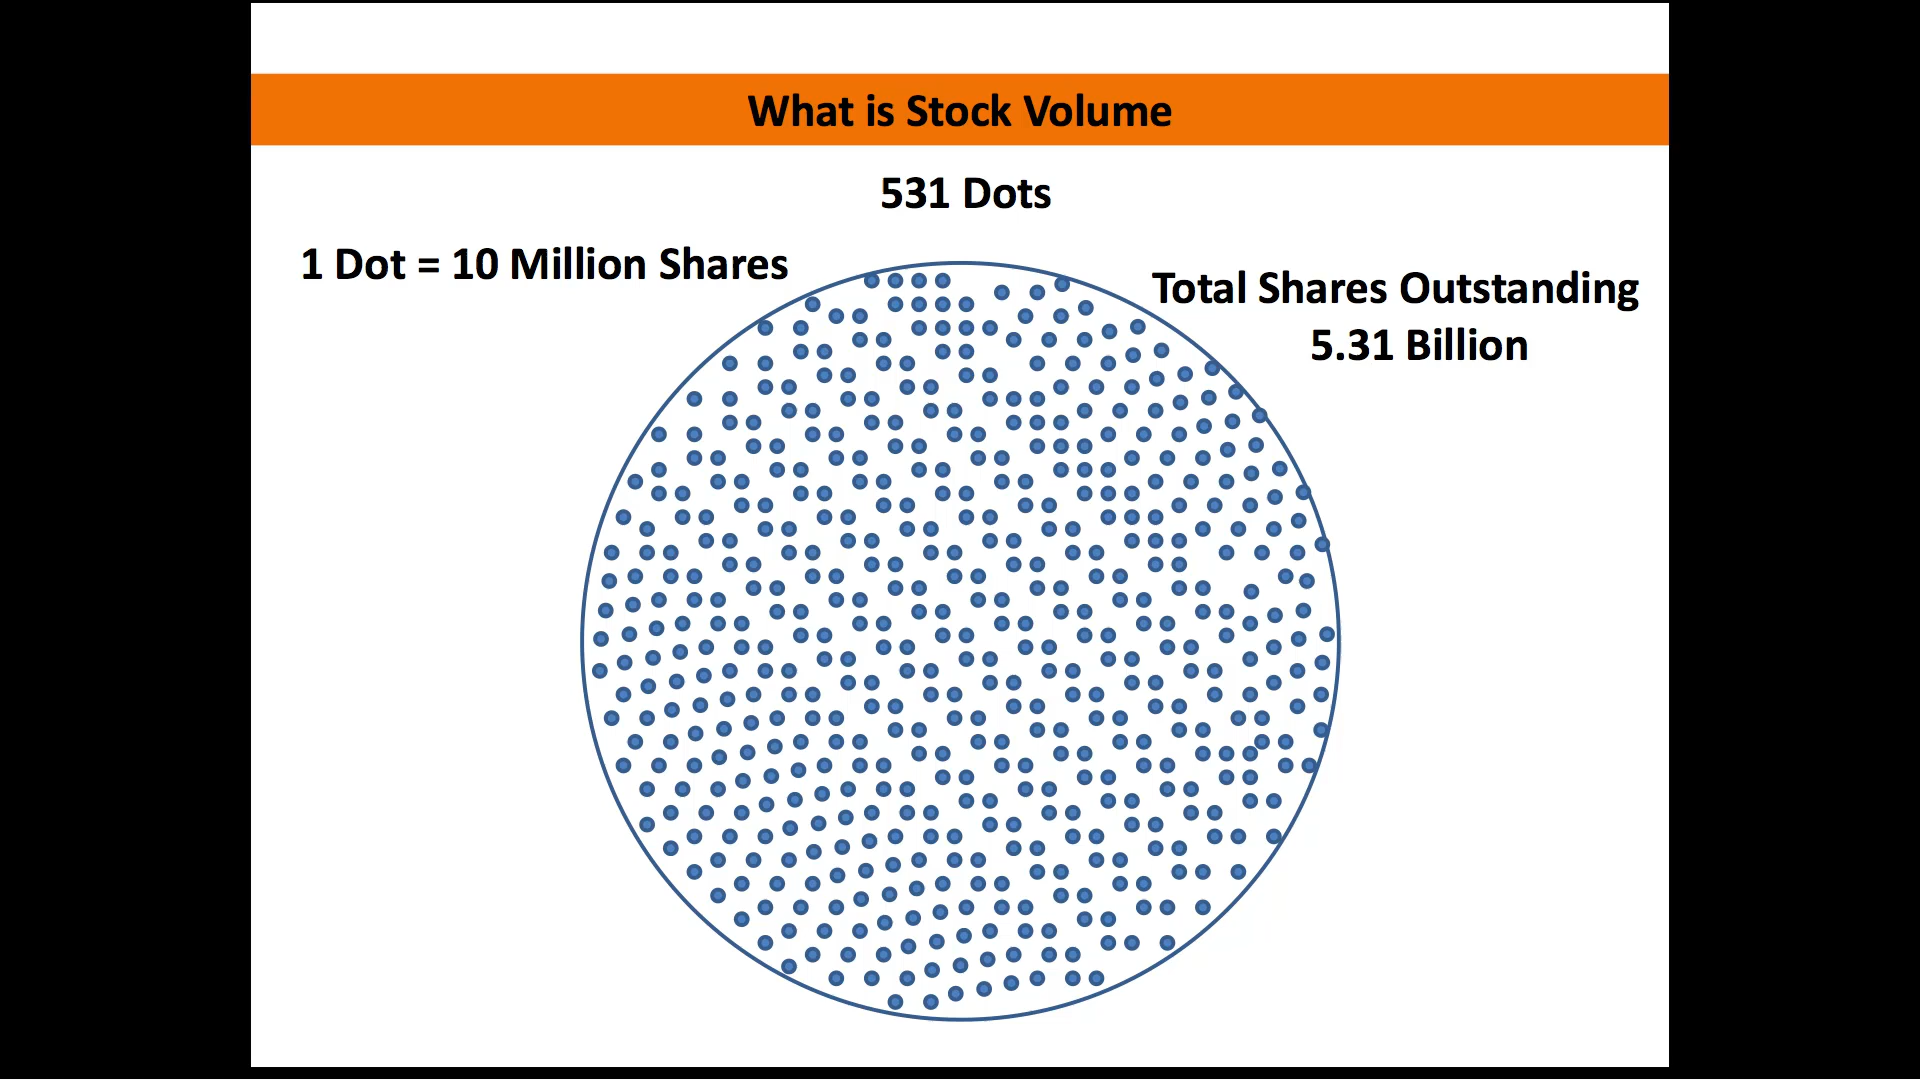 What is Stock Volume
531 Dots
1 Dot = 10 Million Shares
Total Shares Outstanding
5.31 Billion